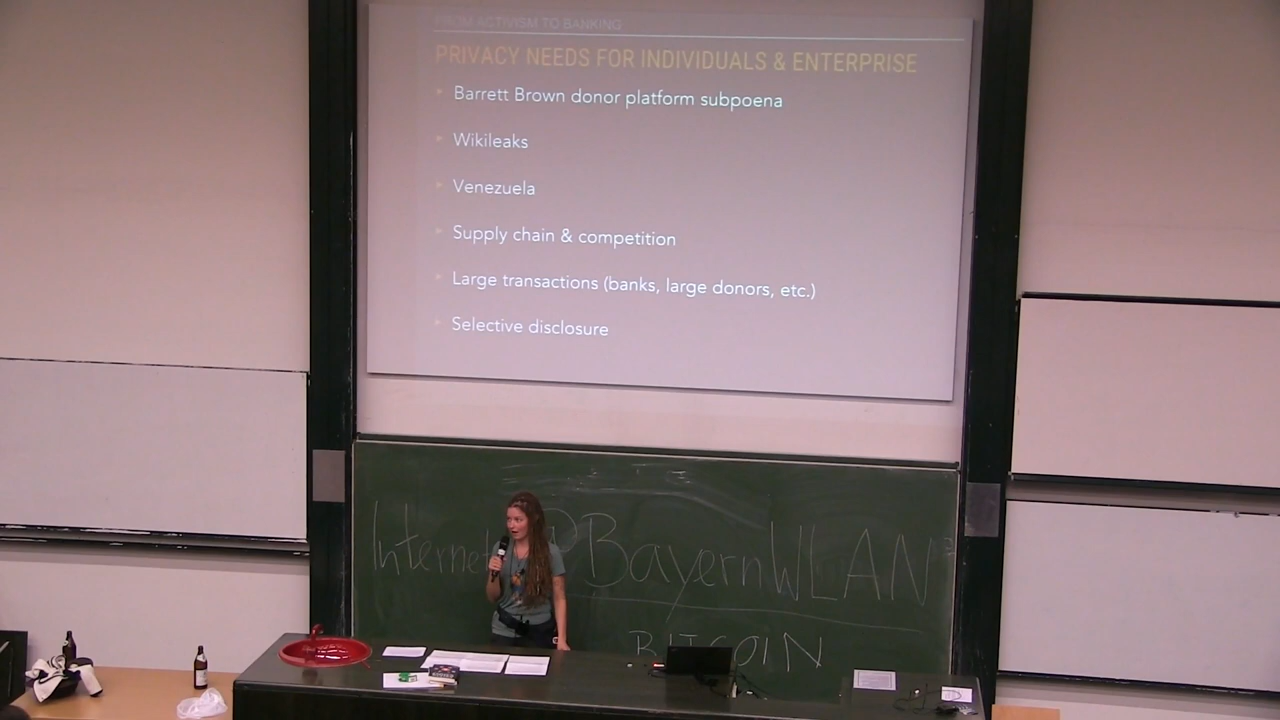 FROM ACTIVISM TO BANKING
PRIVACY NEEDS FOR INDIVIDUALS & ENTERPRISE
Barrett Brown donor platform subpoena
Wikileaks
Venezuela
Supply chain & competition
Large transactions (banks, large donors, etc.)
Selective disclosure
Internet @BayernWLAN
BITCOIN